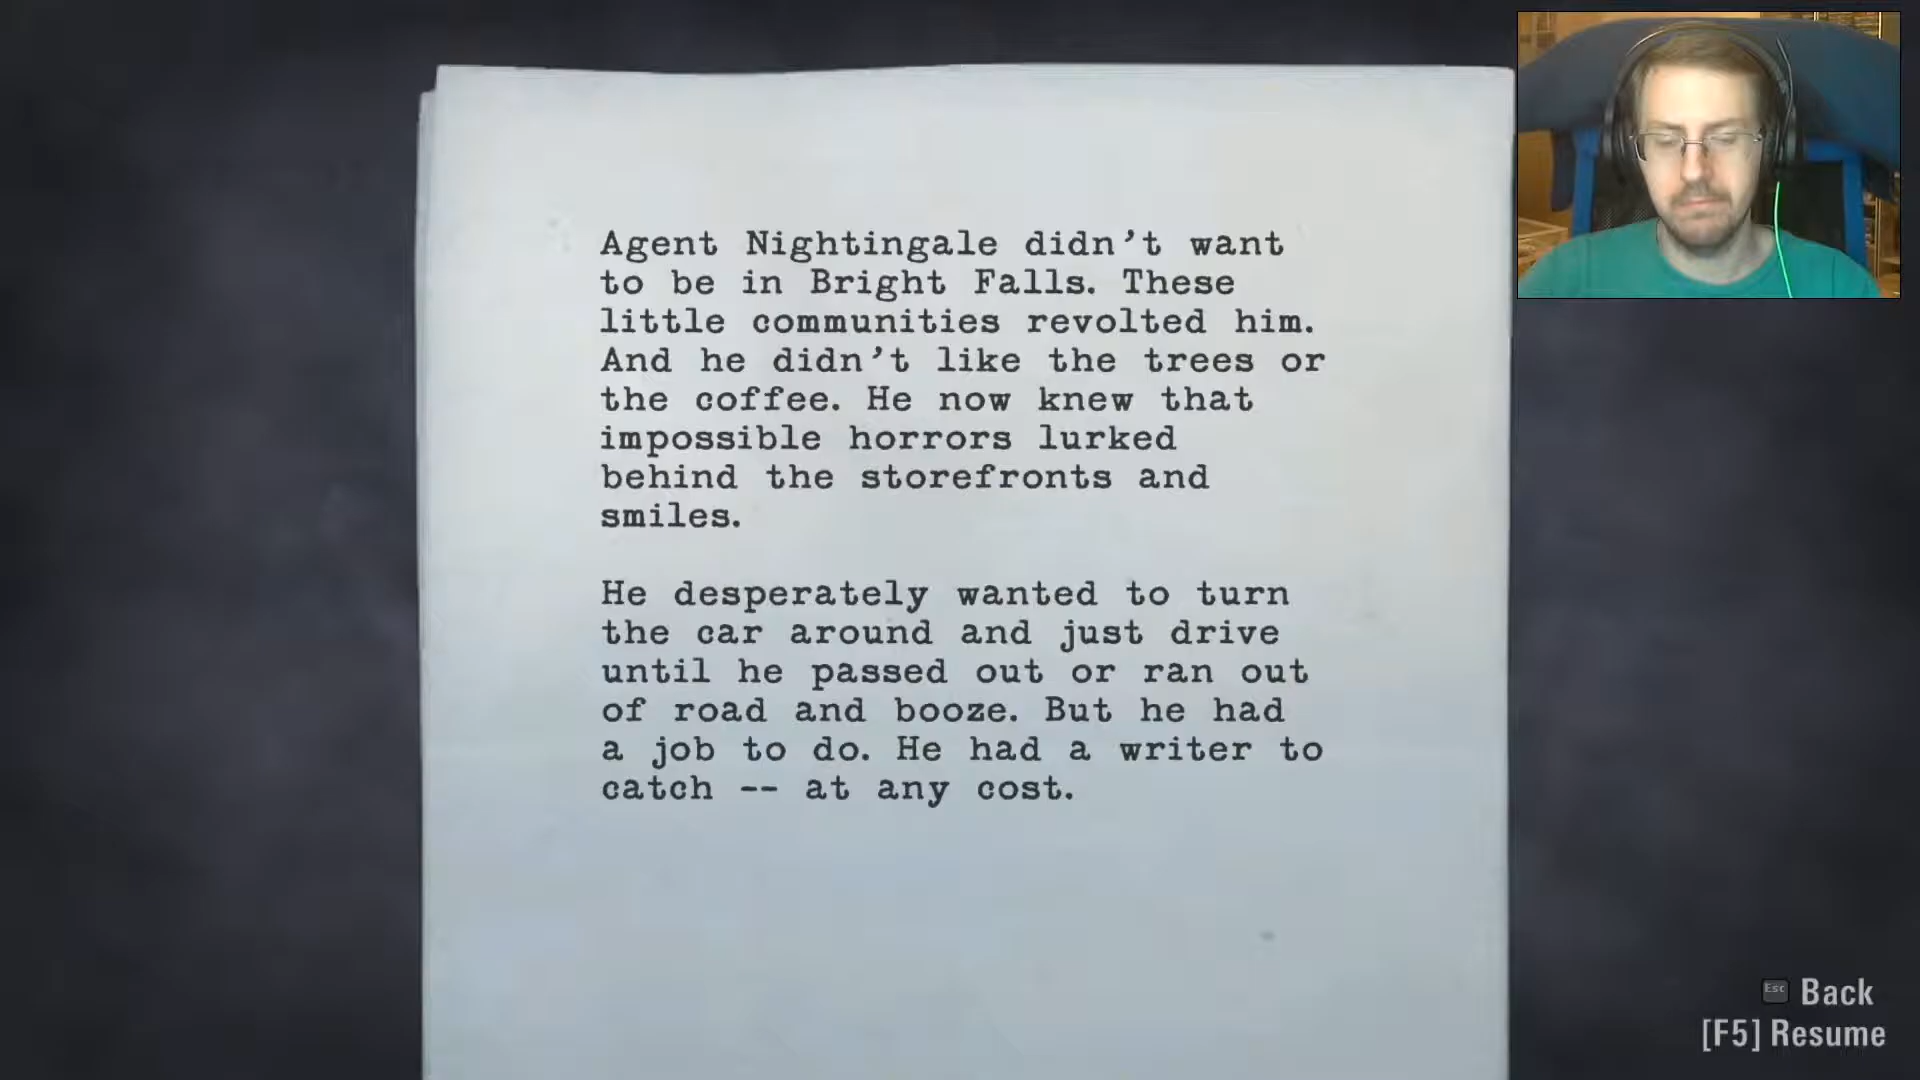 Agent Nightingale didn't want
to be in Bright Falls. These
little communities revolted him.
And he didn't like the trees or
the coffee. He now knew that
impossible horrors lurked
behind the storefronts and
smiles.
He desperately wanted to turn
the car around and just drive
until he passed out or ran out
of road and booze. But he had
a job to do. He had a writer to
catch -- at any cost.
Esc Back
[F5] Resume